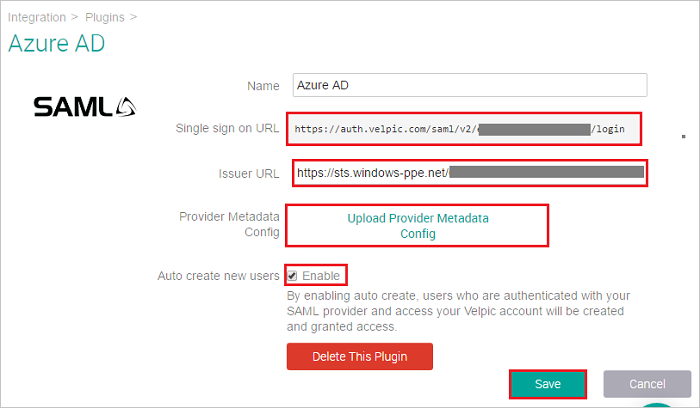 Integration > Plugins >
Azure AD
SAML
Name Azure AD
Single sign on URL https://auth.velpic.com/saml/v2/ /login
Issuer URL https://sts.windows-ppe.net/
Provider Metadata Config
Upload Provider Metadata Config
Auto create new users Enable
By enabling auto create, users who are authenticated with your
SAML provider and access your Velpic account will be created
and granted access.
Delete This Plugin
Save Cancel